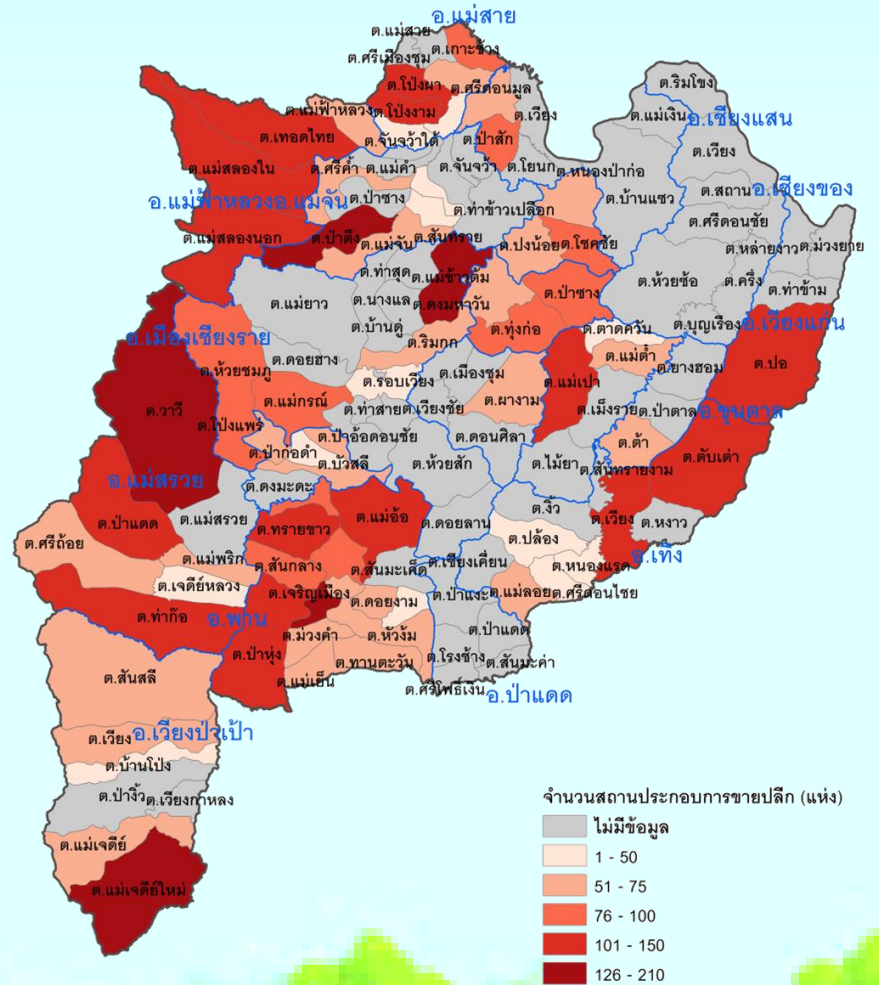 อ.แม่สาย
ต.แม่สวย
ต.เกาะช้าง
ต.ศรีเมืองชุม
ต.โป่งผา
ต.ศรีดอนมูล
ต.ริมโขง
ต.แม่ฟ้าหลวง
ต.โป่งงาม
ต.เวียง
ต.แม่เงิน
อ.เชียงแสน
ต.เทอดไทย
ต.จันจว้าใต้
ต.ป่าสัก
ต.เวียง
ต.แม่สลองใน
ต.ศรีค้ำ
ต.แม่คำ
ต.จันจว้า
ต.โยนก
ต.หนองป่าก่อ
ต.สถาน
อ.เชียงของ
อ.แม่ฟ้าหลวง
อ.แม่จัน
ต.ป่าซาง
ต.บ้านแซว
ต.ท่าข้าวเปลือก
ต.ศรีดอนชัย
ต.แม่สลองนอก
ต.ป่าตึง
ต.แม่จัน
ต.สันทราย
ต.ปงน้อย
ต.โชคชัย
ต.หล่ายงาว
ต.ม่วงยาย
ต.ท่าสุด
ต.แม่ข้าวต้ม
ต.ห้วยซ้อ
ต.ครึ่ง
ต.ท่าข้าม
ต.แม่ยาว
ต.นางแล
ต.ดงมหาวัน
ต.ป่าซาง
ต.บ้านดู่
ต.ทุ่งก่อ
ต.ตาดควัน
ต.บุญเรือง
อ.เวียงแก่น
อ.เมืองเชียงราย
ต.ริมกก
ต.แม่ต๋ำ
ต.ดอยฮาง
ต.ห้วยชมภู
ต.รอบเวียง
ต.เมืองชุม
ต.แม่เปา
ต.ยางฮอม
ต.ปอ
ต.แม่กรณ์
ต.ผางาม
ต.วาวี
ต.ท่าสาย
ต.เวียงชัย
ต.เม็งราย
ต.ป่าตาล
อ.ขุนตาล
ต.โป่งแพร่
ต.ป่าอ้อดอนชัย
ต.ดอนศิลา
ต.ต้า
ต.ป่าก่อดำ
ต.บัวสลี
ต.ห้วยสัก
ต.ไม้ยา
ต.สันทรายงาม
ต.ตับเต่า
อ.แม่สรวย
ต.ดงมะดะ
ต.ป่าแดด
ต.แม่สรวย
ต.ทรายขาว
ต.แม่อ้อ
ต.ดอยลาน
ต.งิ้ว
ต.เวียง
ต.หงาว
ต.ศรีถ้อย
ต.ปล้อง
ต.แม่พริก
ต.สันกลาง
ต.สันมะเค็ด
ต.เชียงเคี่ยน
ต.หนองแรด
อ.เทิง
ต.เจดีย์หลวง
ต.เจริญเมือง
ต.ดอยงาม
ต.ป่าแงะ
ต.แม่ลอย
ต.ศรีดอนไชย
ต.ท่าก๊อ
อ.พาน
ต.ม่วงคำ
ต.หัวง้ม
ต.ป่าแดด
ต.ป่าหุ่ง
ต.ทานตะวัน
ต.โรงช้าง
ต.สันมะค่า
ต.สันสลี
ต.แม่เย็น
ต.ศรีโพธิ์เงิน
อ.ป่าแดด
ต.เวียง
อ.เวียงป่าเป้า
ต.บ้านโป่ง
ต.ป่างิ้ว
ต.เวียงกาหลง
ต.แม่เจดีย์
ต.แม่เจดีย์ใหม่
จำนวนสถานประกอบการขายปลีก (แห่ง)
ไม่มีข้อมูล
1 - 50
51 - 75
76 - 100
101 - 150
126 - 210